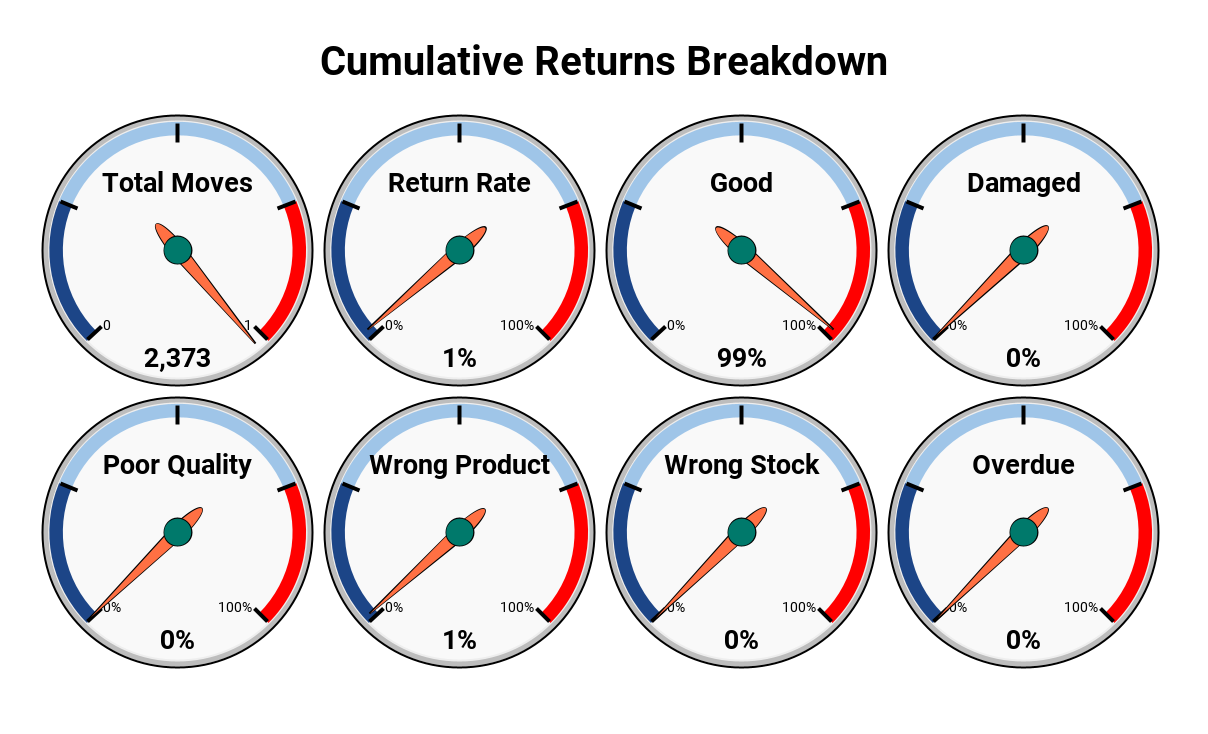 Cumulative Returns Breakdown
Total Moves
0
1
2,373
Return Rate
0%
100%
1%
Good
0%
100%
99%
Damaged
0%
100%
0%
Poor Quality
0%
100%
0%
Wrong Product
0%
100%
1%
Wrong Stock
0%
100%
0%
Overdue
0%
100%
0%